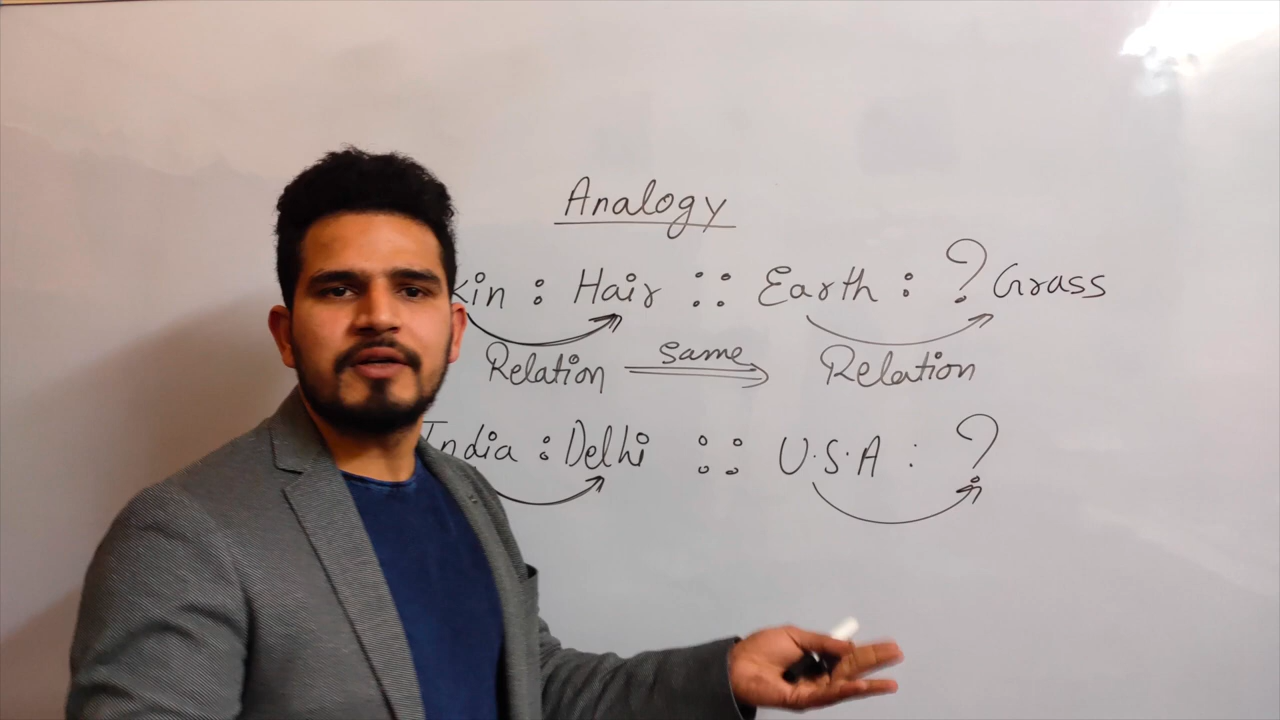 Analogy
kin : Hair :: Earth : ? Grass
Relation same Relation
India : Delhi :: U.S.A : ?